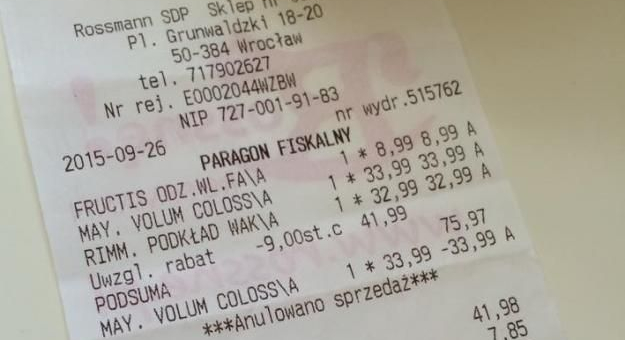 Rossmann SDP Sklep nr
Pl. Grunwaldzki 18-20
50-384 Wrocław
tel. 717902627
Nr rej. E0002044WZBW
NIP 727-001-91-83
nr wydr.515762
2015-09-26 PARAGON FISKALNY
FRUCTIS ODZ.WL.FA\A 1 * 8,99 8,99 A
MAY. VOLUM COLOSS\A 1 * 33,99 33,99 A
RIMM. PODKŁAD WAK\A 1 * 32,99 32,99 A
Uwzgl. rabat -9,00st.c 41,99
PODSUMA 75,97
MAY. VOLUM COLOSS\A 1 * 33,99 -33,99 A
***Anulowano sprzedaż***
41,98
7,85